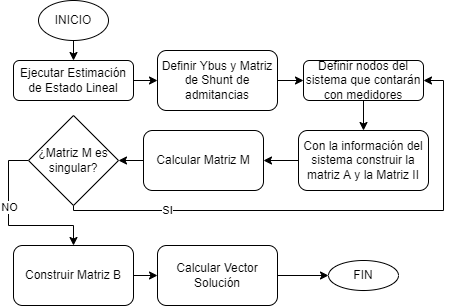 INICIO
Ejecutar Estimación
de Estado Lineal
Definir Ybus y Matriz
de Shunt de
admitancias
Definir nodos del
sistema que contarán
con medidores
Con la información del
sistema construir la
matriz A y la Matriz II
Calcular Matriz M
¿Matriz M es
singular?
SI
NO
Construir Matriz B
Calcular Vector
Solución
FIN